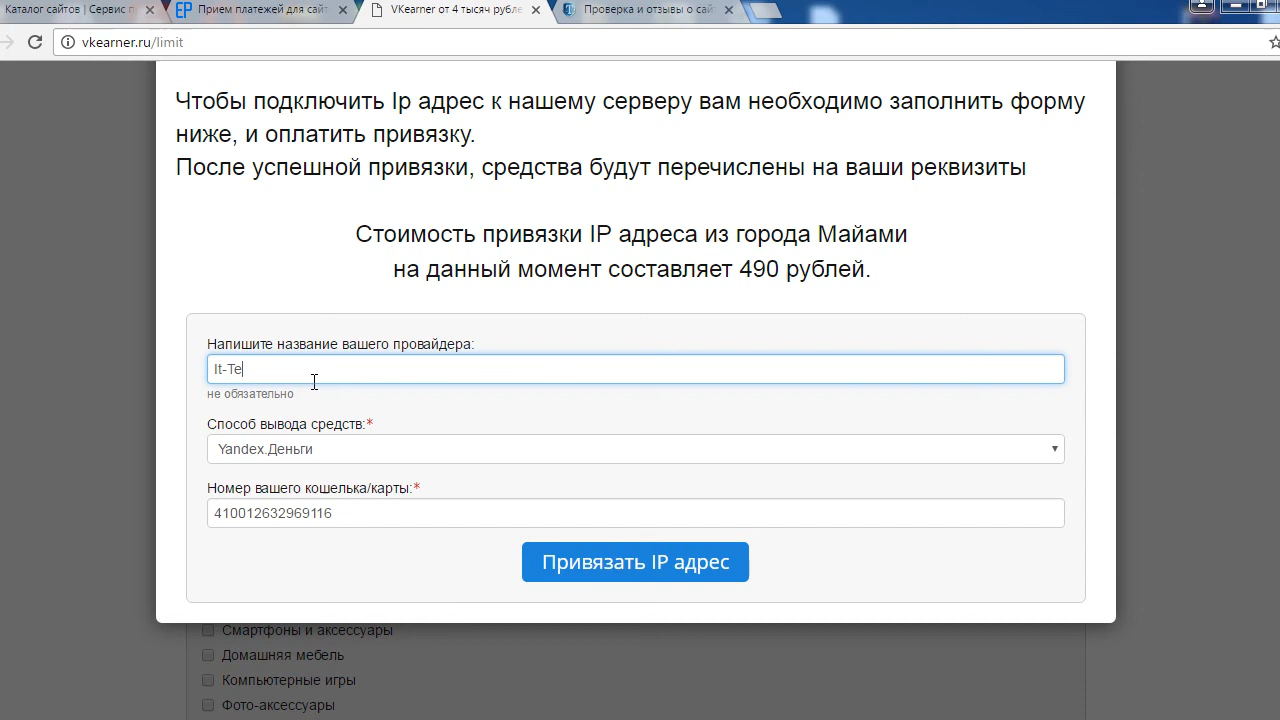 Каталог сайтов | Сервис п
Прием платежей для сайт
VKearner от 4 тысяч рубле
Проверка и отзывы о сай
vkearner.ru/limit
Чтобы подключить Ip адрес к нашему серверу вам необходимо заполнить форму
ниже, и оплатить привязку.
После успешной привязки, средства будут перечислены на ваши реквизиты
Стоимость привязки IP адреса из города Майами
на данный момент составляет 490 рублей.
Напишите название вашего провайдера:
It-Te
не обязательно
Способ вывода средств:*
Yandex.Деньги
Номер вашего кошелька/карты:*
410012632969116
Привязать IP адрес
Смартфоны и аксессуары
Домашняя мебель
Компьютерные игры
Фото-аксессуары